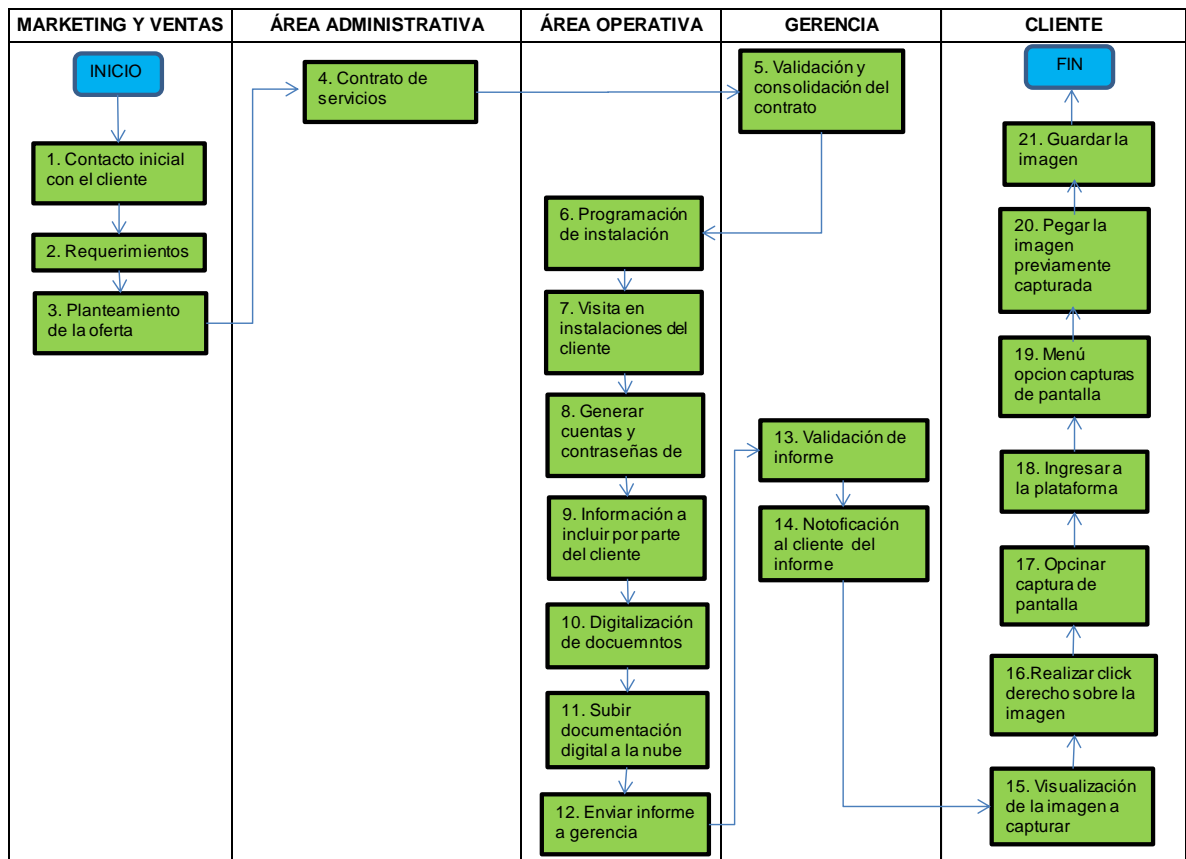 MARKETING Y VENTAS
ÁREA ADMINISTRATIVA
ÁREA OPERATIVA
GERENCIA
CLIENTE
INICIO
1. Contacto inicial
con el cliente
2. Requerimientos
3. Planteamiento
de la oferta
4. Contrato de
servicios
5. Validación y
consolidación del
contrato
6. Programación
de instalación
7. Visita en
instalaciones del
cliente
8. Generar
cuentas y
contraseñas de
9. Información a
incluir por parte
del cliente
10. Digitalización
de docuemntos
11. Subir
documentación
digital a la nube
12. Enviar informe
a gerencia
13. Validación de
informe
14. Notoficación
al cliente del
informe
15. Visualización
de la imagen a
capturar
16.Realizar click
derecho sobre la
imagen
17. Opcinar
captura de
pantalla
18. Ingresar a
la plataforma
19. Menú
opcion capturas
de pantalla
20. Pegar la
imagen
previamente
capturada
21. Guardar la
imagen
FIN